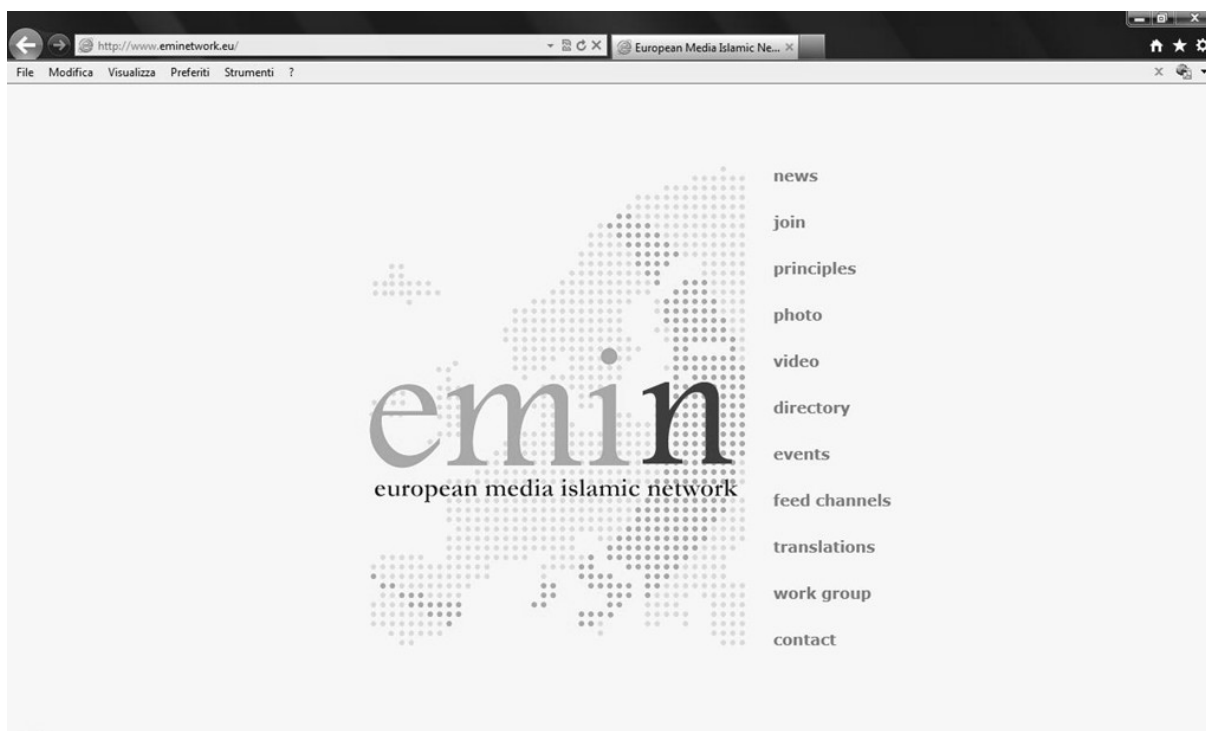 http://www.eminetwork.eu/
European Media Islamic Ne...
File Modifica Visualizza Preferiti Strumenti ?
emin
european media islamic network
news
join
principles
photo
video
directory
events
feed channels
translations
work group
contact